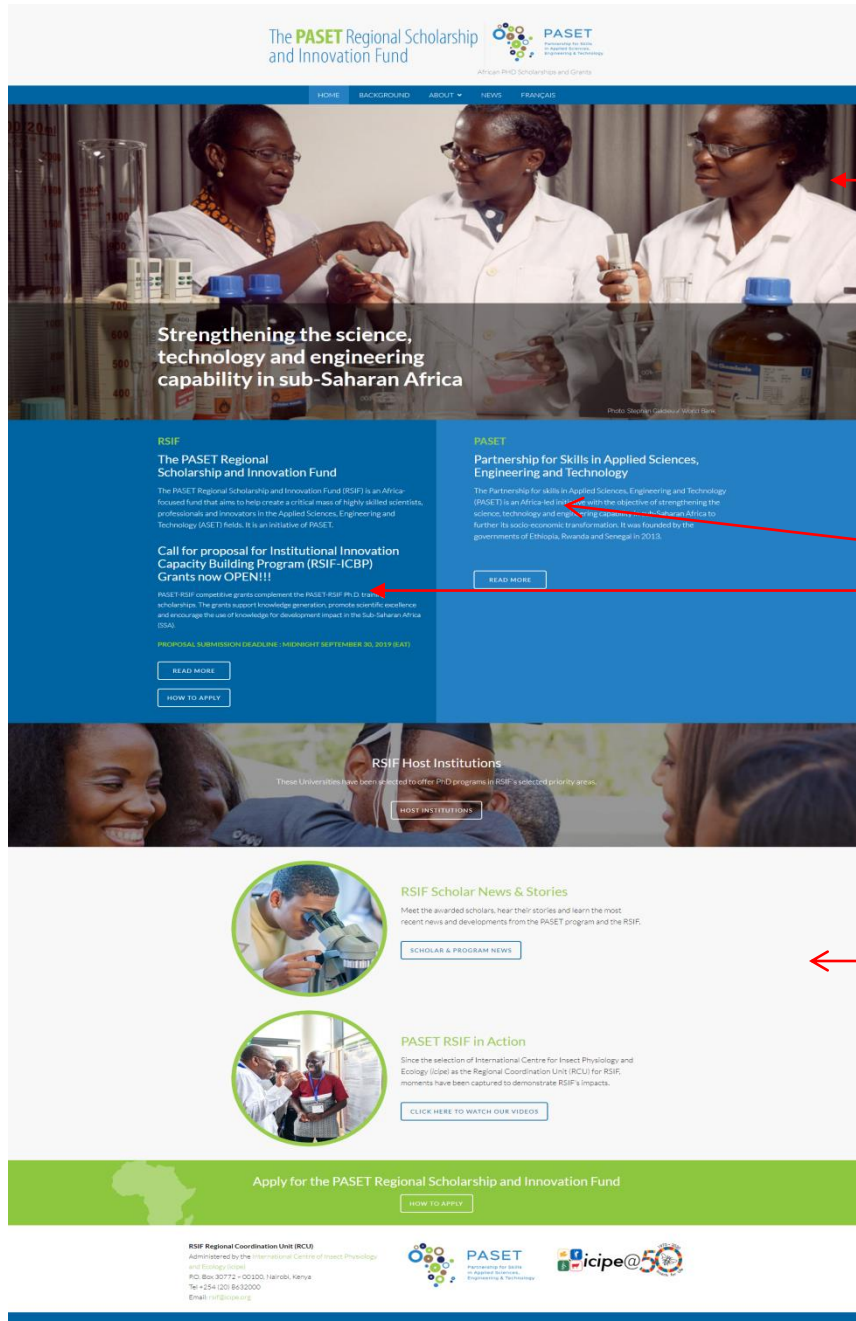 The PASET Regional Scholarship
and Innovation Fund
PASET
Partnership for Skills
in Applied Sciences,
Engineering & Technology
African PhD Scholarships and Grants
HOME BACKGROUND ABOUT NEWS FRANÇAIS
Strengthening the science,
technology and engineering
capability in sub-Saharan Africa
Photo: Stephan / World Bank
RSIF
The PASET Regional
Scholarship and Innovation Fund
The PASET Regional Scholarship and Innovation Fund (RSIF) is an Africa-
focused fund that aims to help create a critical mass of highly skilled scientists,
professionals and innovators in the Applied Sciences, Engineering and
Technology (ASET) fields. It is an initiative of PASET.
Call for proposal for Institutional Innovation
Capacity Building Program (RSIF-ICBP)
Grants now OPEN!!!
PASET-RSIF competitive grants complement the PASET-RSIF Ph.D. training
scholarships. The grants support knowledge generation, promote scientific excellence
and encourage the use of knowledge for development impact in the Sub-Saharan Africa
(SSA).
PROPOSAL SUBMISSION DEADLINE : MIDNIGHT SEPTEMBER 30, 2019 (EAT)
READ MORE
HOW TO APPLY
PASET
Partnership for Skills in Applied Sciences,
Engineering and Technology
The Partnership for skills in Applied Sciences, Engineering and Technology
(PASET) is an Africa-led initiative with the objective of strengthening the
science, technology and engineering capability in sub-Saharan Africa to
further its socio-economic transformation. It was founded by the
governments of Ethiopia, Rwanda and Senegal in 2013.
READ MORE
RSIF Host Institutions
These Universities have been selected to offer PhD programs in RSIF's selected priority areas.
HOST INSTITUTIONS
RSIF Scholar News & Stories
Meet the awarded scholars, hear their stories and learn the most
recent news and developments from the PASET program and the RSIF.
SCHOLAR & PROGRAM NEWS
PASET RSIF in Action
Since the selection of International Centre for Insect Physiology and
Ecology (icipe) as the Regional Coordination Unit (RCU) for RSIF,
moments have been captured to demonstrate RSIF's impacts.
CLICK HERE TO WATCH OUR VIDEOS
Apply for the PASET Regional Scholarship and Innovation Fund
HOW TO APPLY
RSIF Regional Coordination Unit (RCU)
Administered by the International Centre of Insect Physiology
and Ecology (icipe)
P.O. Box 30772 – 00100, Nairobi, Kenya
Tel +254 (20) 8632000
Email: rsif@icipe.org
PASET
Partnership for Skills
in Applied Sciences,
Engineering & Technology
icipe@50